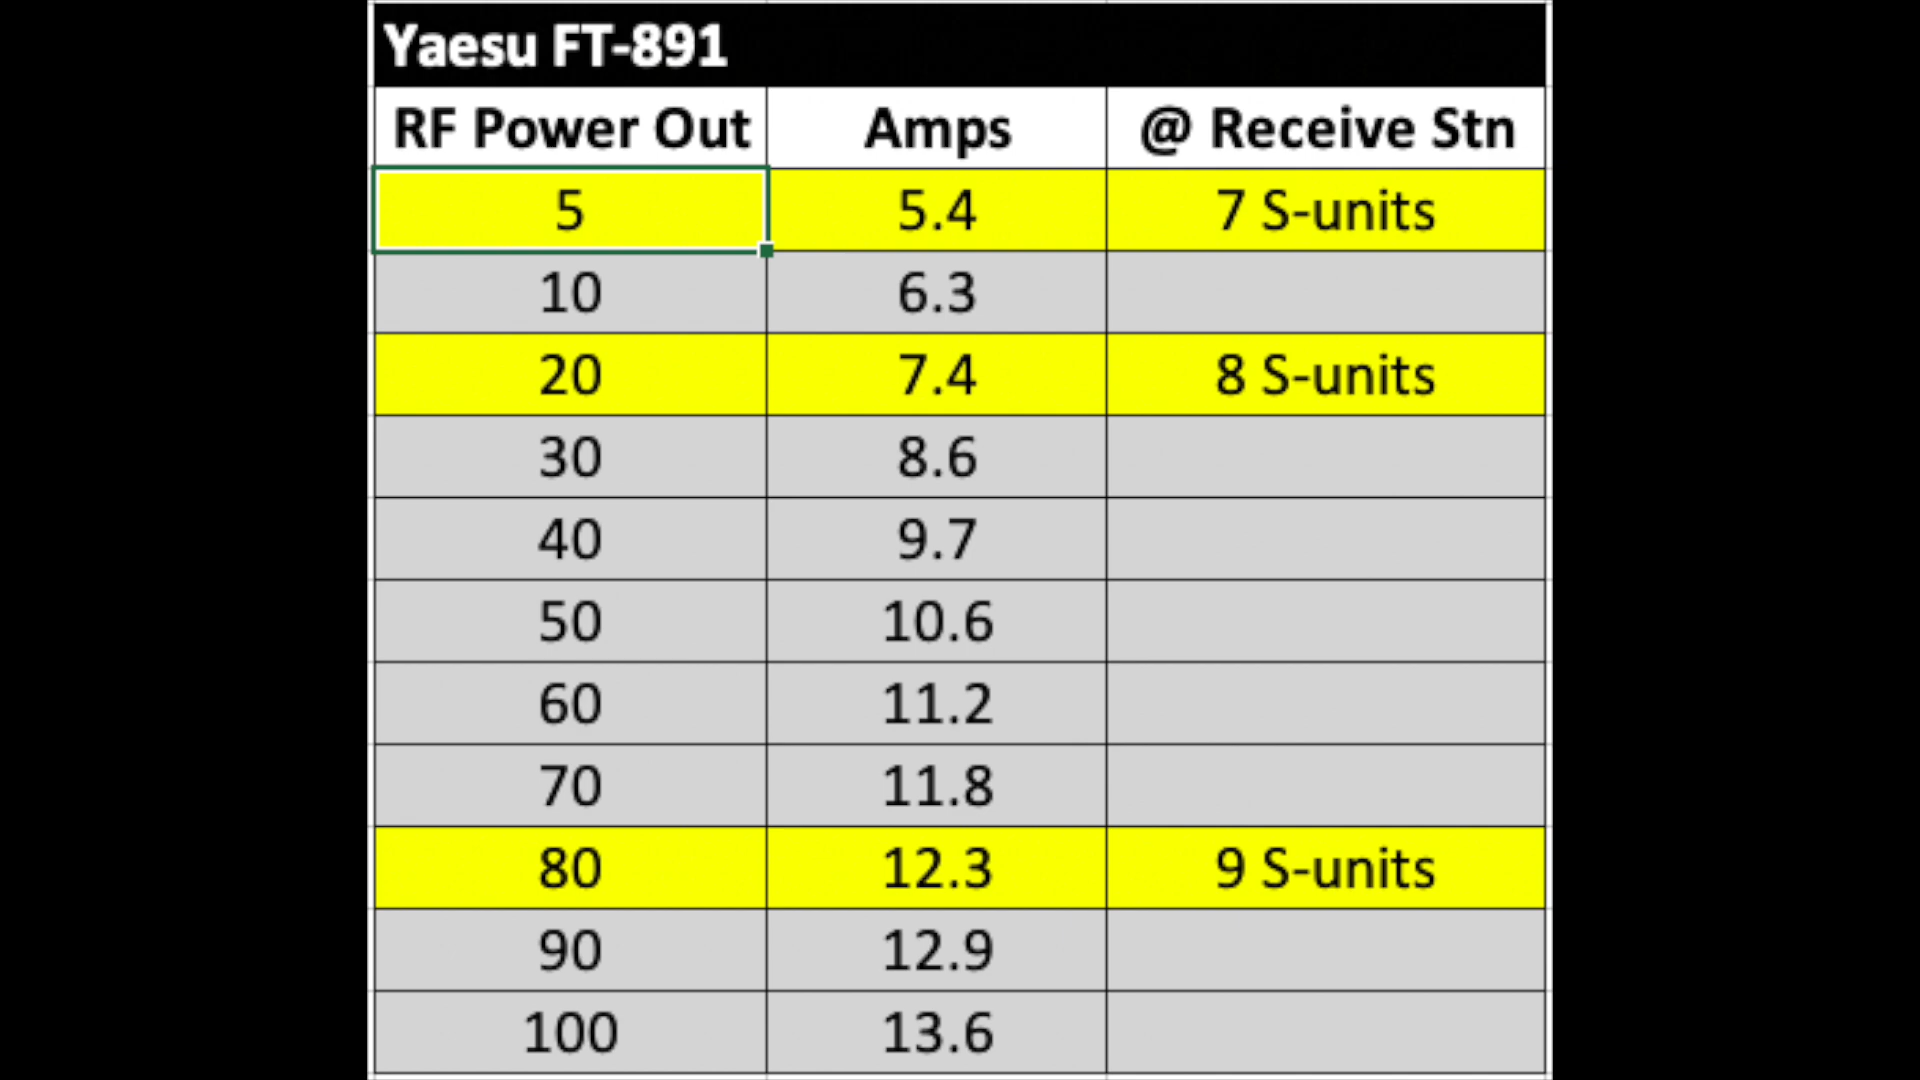 Yaesu FT-891
RF Power Out Amps @ Receive Stn
5 5.4 7 S-units
10 6.3
20 7.4 8 S-units
30 8.6
40 9.7
50 10.6
60 11.2
70 11.8
80 12.3 9 S-units
90 12.9
100 13.6